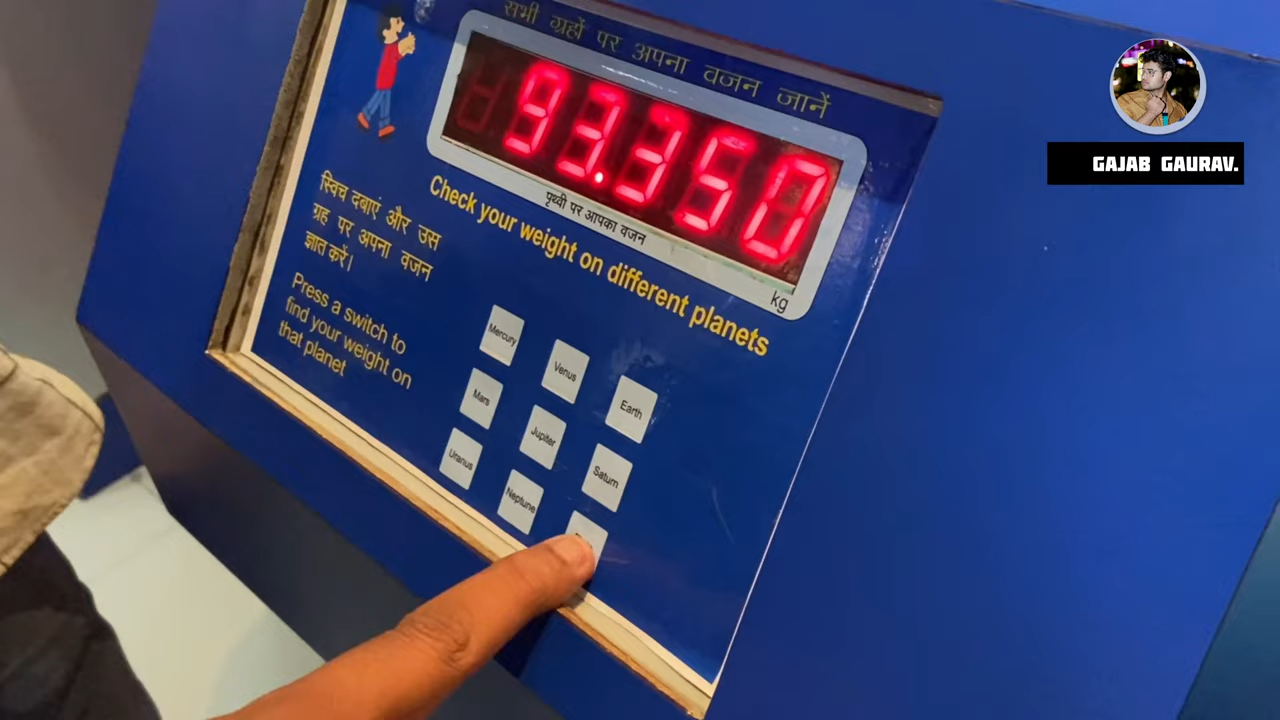 सभी ग्रहों पर अपना वजन जानें
93.350
पृथ्वी पर आपका वजन
kg
GAJAB GAURAV.
Check your weight on different planets
स्विच दबाएं और उस
ग्रह पर अपना वजन
ज्ञात करें।
Press a switch to
find your weight on
that planet
Mercury
Venus
Earth
Mars
Jupiter
Saturn
Uranus
Neptune